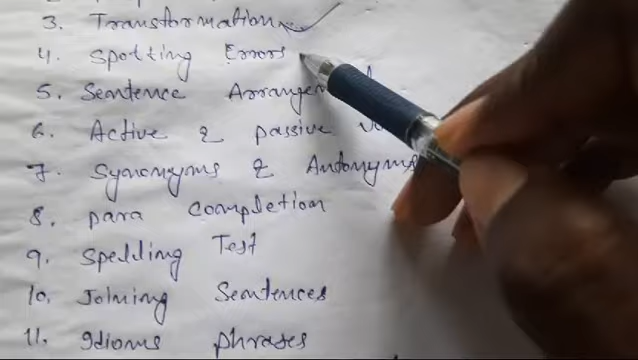 3. Transformation
4. Spotting Errors
5. Sentence
6. Active & passive
7. Synonyms & Antonyms
8. para completion
9. Spelling Test
10. Joining Sentences
11. Idioms phrases